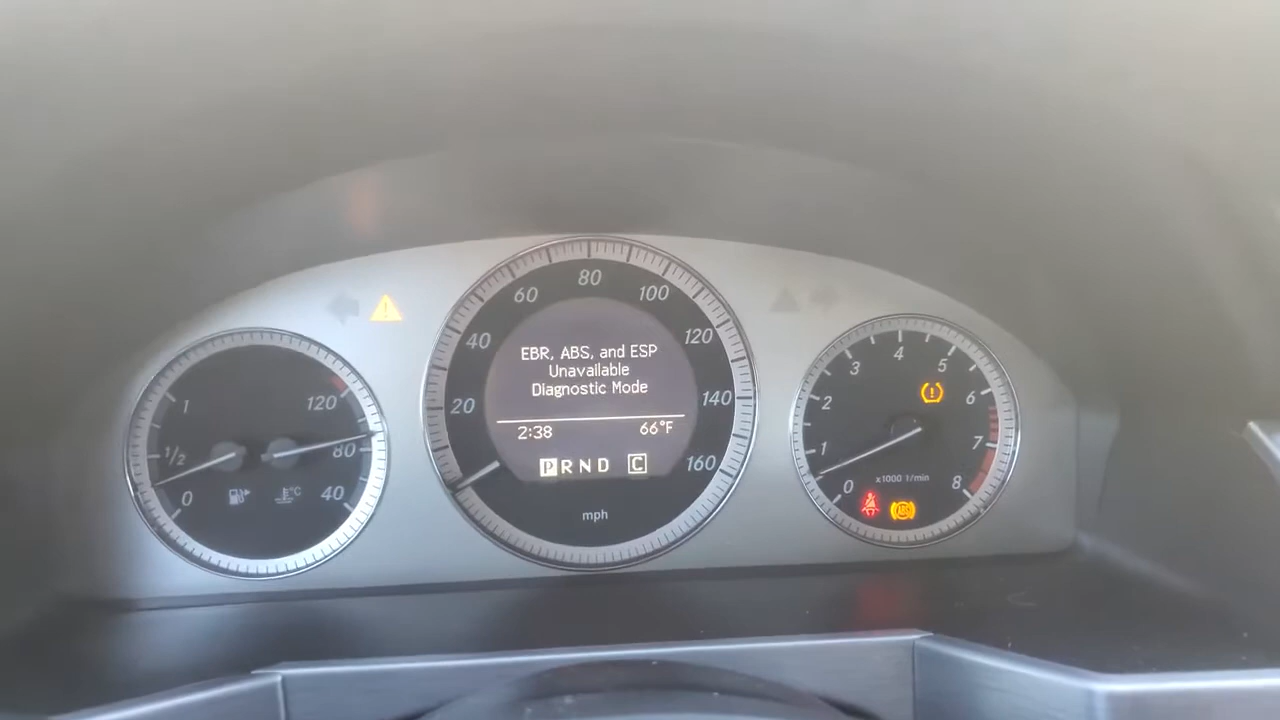 EBR, ABS, and ESP
Unavailable
Diagnostic Mode
2:38 66°F
P R N D C
20 40 60 80 100 120 140 160
mph
1
1/2
0
120
80
40
°C
0 1 2 3 4 5 6 7 8
x1000 1/min
ABS